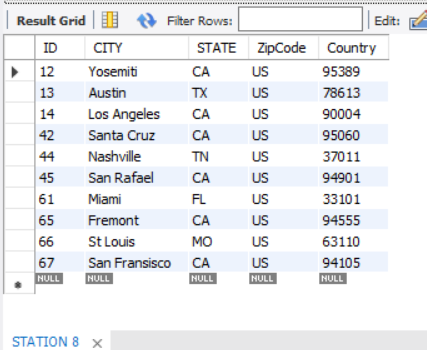 Result Grid Filter Rows: Edit:
ID CITY STATE ZipCode Country
12 Yosemiti CA US 95389
13 Austin TX US 78613
14 Los Angeles CA US 90004
42 Santa Cruz CA US 95060
44 Nashville TN US 37011
45 San Rafael CA US 94901
61 Miami FL US 33101
65 Fremont CA US 94555
66 St Louis MO US 63110
67 San Fransisco CA US 94105
NULL NULL NULL NULL NULL
STATION 8